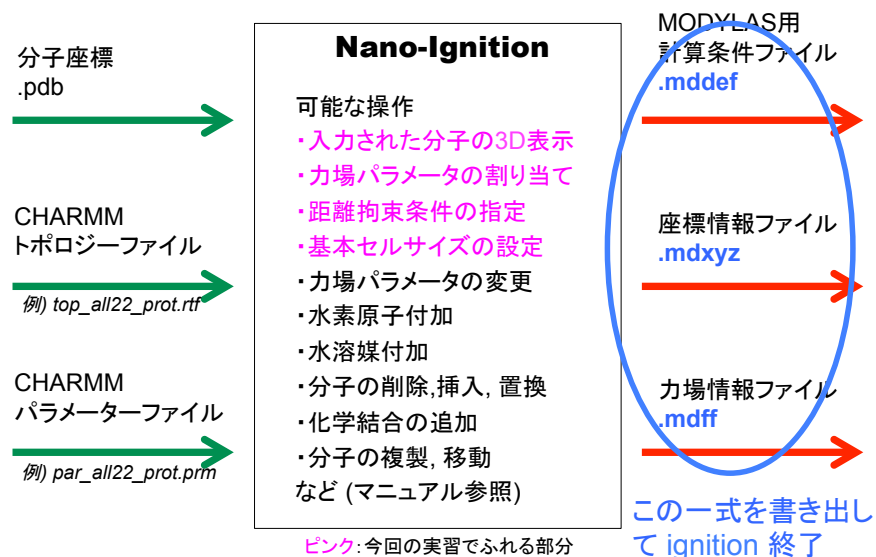 分子座標
.pdb
CHARMM
トポロジーファイル
例) top_all22_prot.rtf
CHARMM
パラメーターファイル
例) par_all22_prot.prm
Nano-Ignition
可能な操作
・入力された分子の3D表示
・力場パラメータの割り当て
・距離拘束条件の指定
・基本セルサイズの設定
・力場パラメータの変更
・水素原子付加
・水溶媒付加
・分子の削除,挿入, 置換
・化学結合の追加
・分子の複製, 移動
など (マニュアル参照)
ピンク:今回の実習でふれる部分
MODYLAS用
計算条件ファイル
.mddef
座標情報ファイル
.mdxyz
力場情報ファイル
.mdff
この一式を書き出し
て ignition 終了